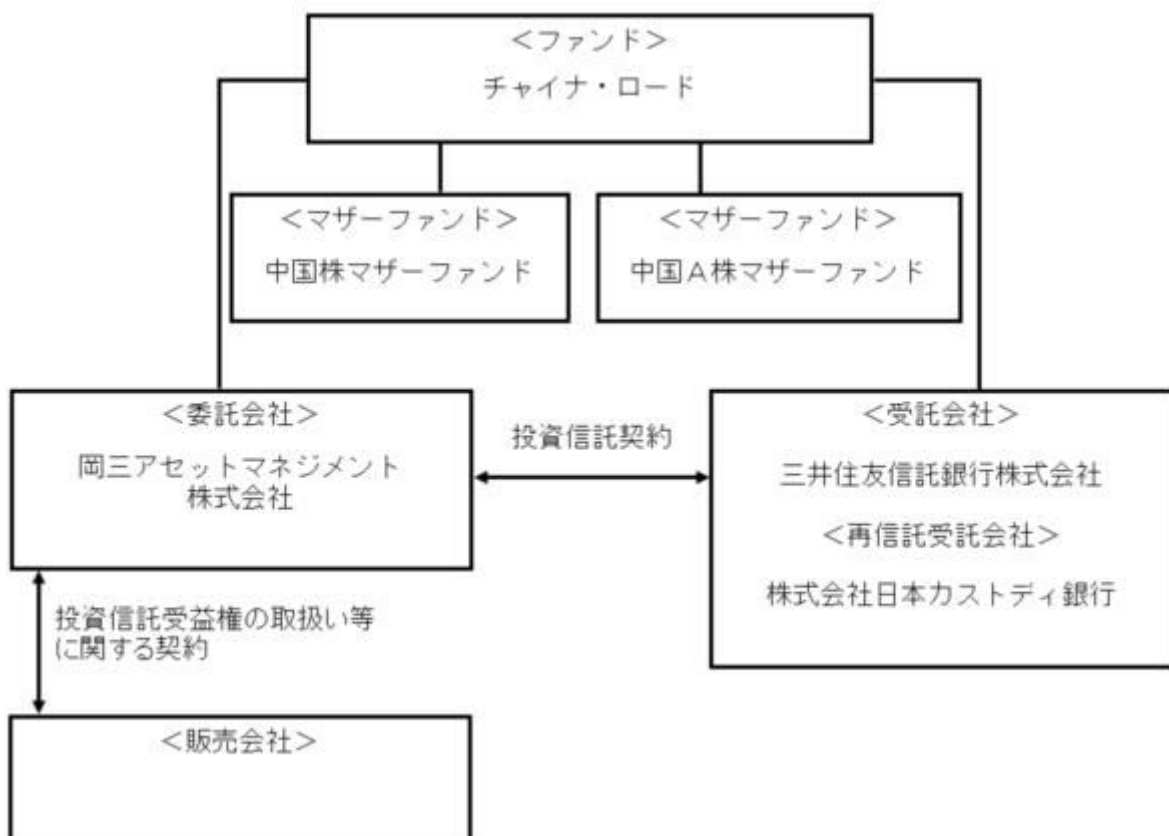 ＜ファンド＞
チャイナ・ロード
＜マザーファンド＞
中国株マザーファンド
＜マザーファンド＞
中国Ａ株マザーファンド
＜委託会社＞
岡三アセットマネジメント
株式会社
投資信託契約
＜受託会社＞
三井住友信託銀行株式会社
＜再信託受託会社＞
株式会社日本カストディ銀行
投資信託受益権の取扱い等
に関する契約
＜販売会社＞